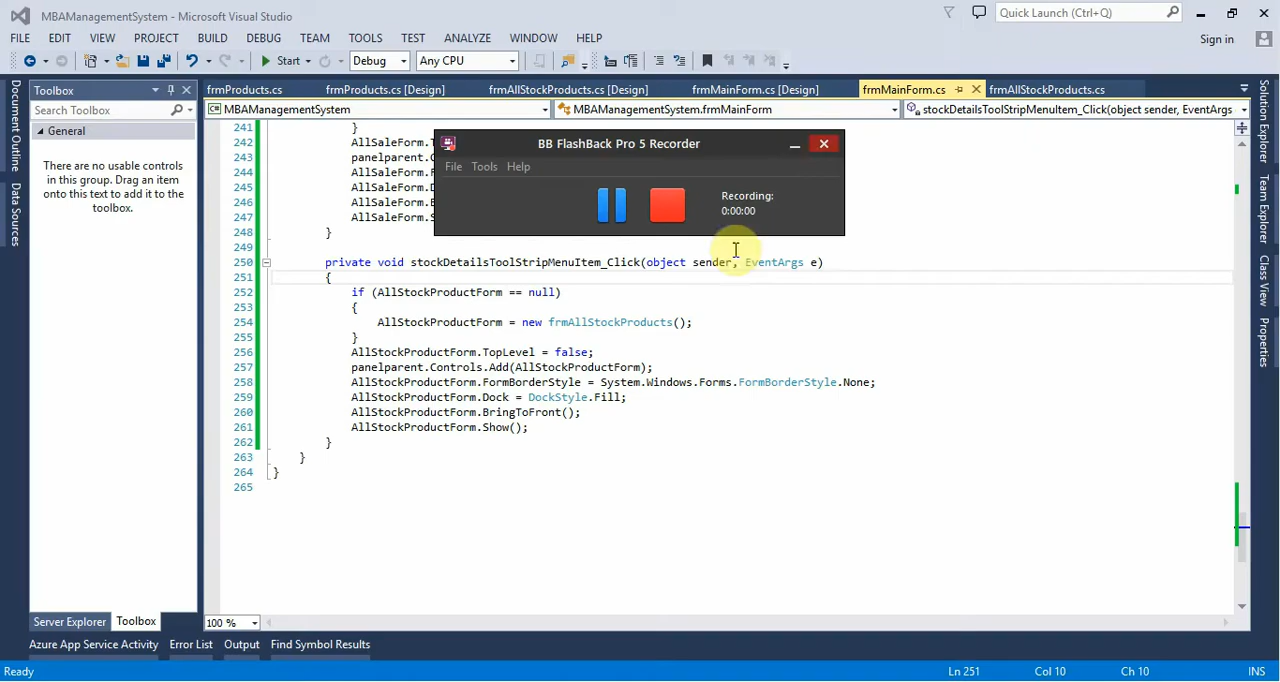 MBAManagementSystem - Microsoft Visual Studio
Quick Launch (Ctrl+Q)
FILE EDIT VIEW PROJECT BUILD DEBUG TEAM TOOLS TEST ANALYZE WINDOW HELP
Sign in
Start Debug Any CPU
Document Outline
Data Sources
Toolbox
Search Toolbox
General
There are no usable controls
in this group. Drag an item
onto this text to add it to the
toolbox.
frmProducts.cs frmProducts.cs [Design] frmAllStockProducts.cs [Design] frmMainForm.cs [Design] frmMainForm.cs frmAllStockProducts.cs
MBAManagementSystem MBAManagementSystem.frmMainForm stockDetailsToolStripMenuItem_Click(object sender, EventArgs
241 }
242 AllSaleForm.T
243 panelparent.C
244 AllSaleForm.F
245 AllSaleForm.D
246 AllSaleForm.B
247 AllSaleForm.S
248 }
249
250 private void stockDetailsToolStripMenuItem_Click(object sender, EventArgs e)
251 {
252 if (AllStockProductForm == null)
253 {
254 AllStockProductForm = new frmAllStockProducts();
255 }
256 AllStockProductForm.TopLevel = false;
257 panelparent.Controls.Add(AllStockProductForm);
258 AllStockProductForm.FormBorderStyle = System.Windows.Forms.FormBorderStyle.None;
259 AllStockProductForm.Dock = DockStyle.Fill;
260 AllStockProductForm.BringToFront();
261 AllStockProductForm.Show();
262 }
263 }
264 }
265
BB FlashBack Pro 5 Recorder
File Tools Help
Recording:
0:00:00
Solution Explorer
Team Explorer
Class View
Properties
Server Explorer Toolbox
100 %
Azure App Service Activity Error List Output Find Symbol Results
Ready Ln 251 Col 10 Ch 10 INS